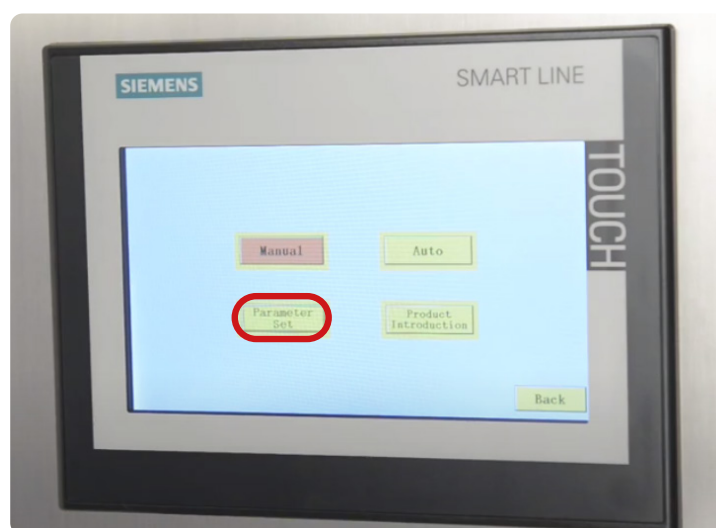 SIEMENS
SMART LINE
TOUCH
Manual
Auto
Parameter
Set
Product
Introduction
Back